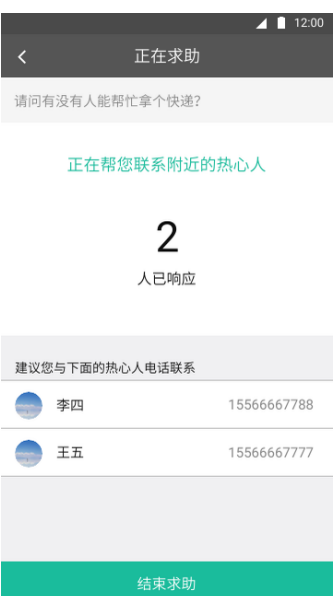 12:00
正在求助
请问有没有人能帮忙拿个快递?
正在帮您联系附近的热心人
2
人已响应
建议您与下面的热心人电话联系
李四 15566667788
王五 15566667777
结束求助